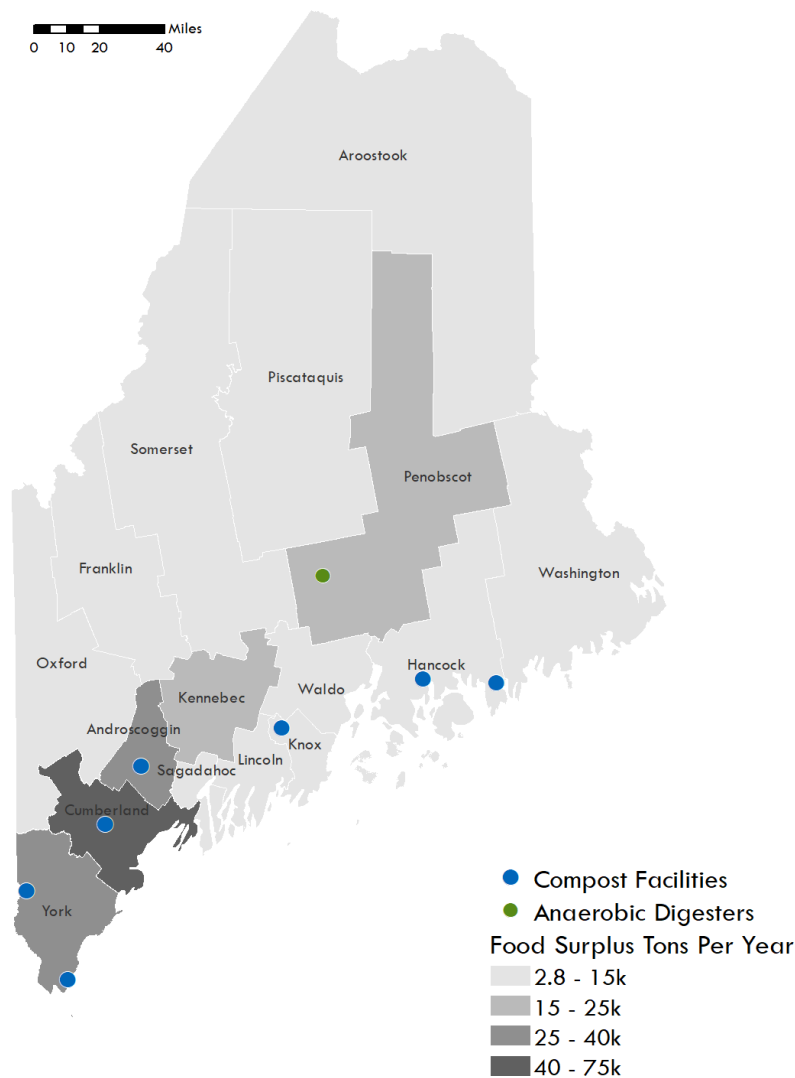 Miles
0 10 20 40
Aroostook
Piscataquis
Somerset
Penobscot
Franklin
Washington
Oxford
Hancock
Kennebec
Waldo
Androscoggin
Knox
Lincoln
Sagadahoc
Cumberland
York
Compost Facilities
Anaerobic Digesters
Food Surplus Tons Per Year
2.8 - 15k
15 - 25k
25 - 40k
40 - 75k